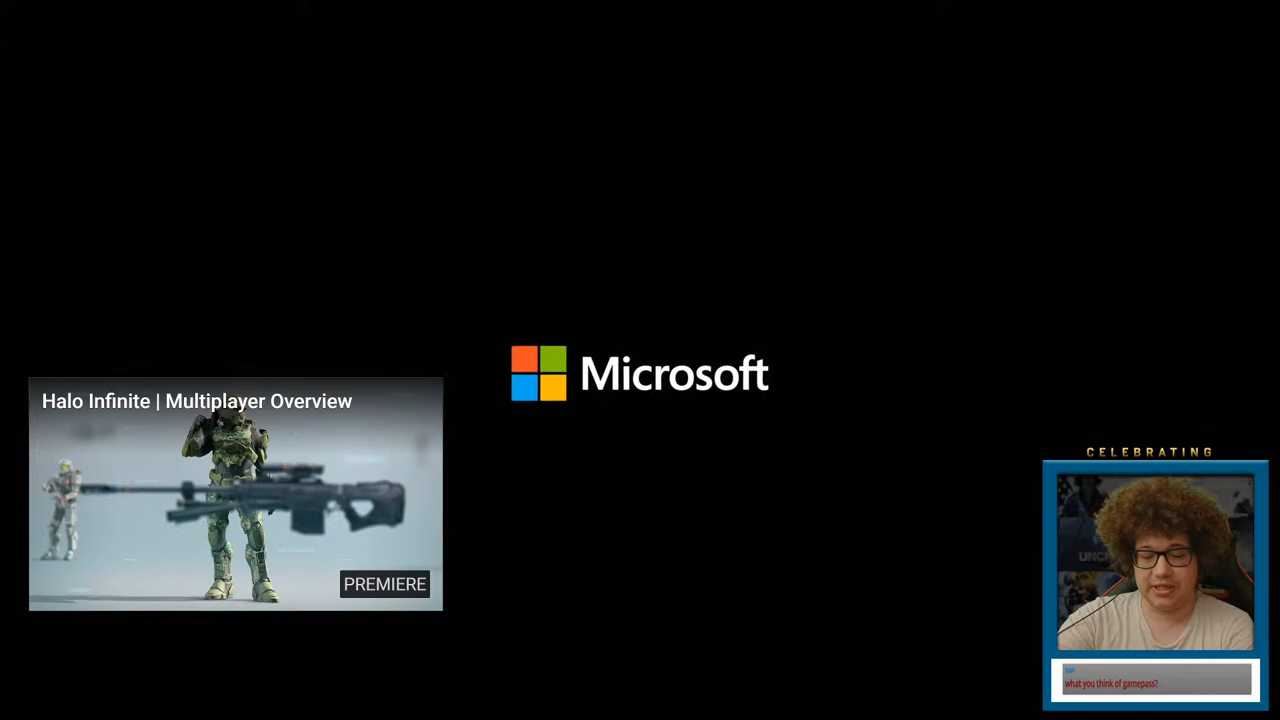 Microsoft
Halo Infinite | Multiplayer Overview
PREMIERE
CELEBRATING
what you think of gamepass?